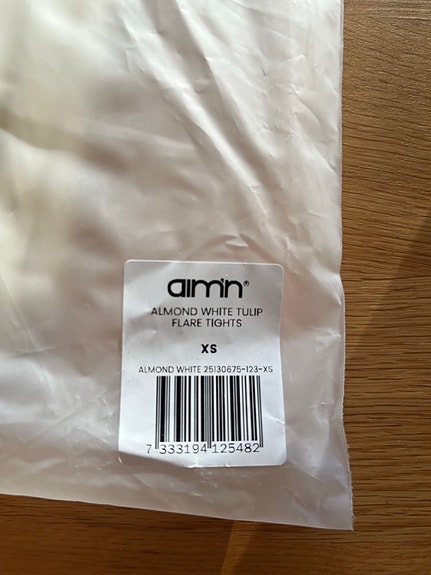 aim'n®
ALMOND WHITE TULIP
FLARE TIGHTS
XS
ALMOND WHITE 25130675-123-XS
7 333194 125482